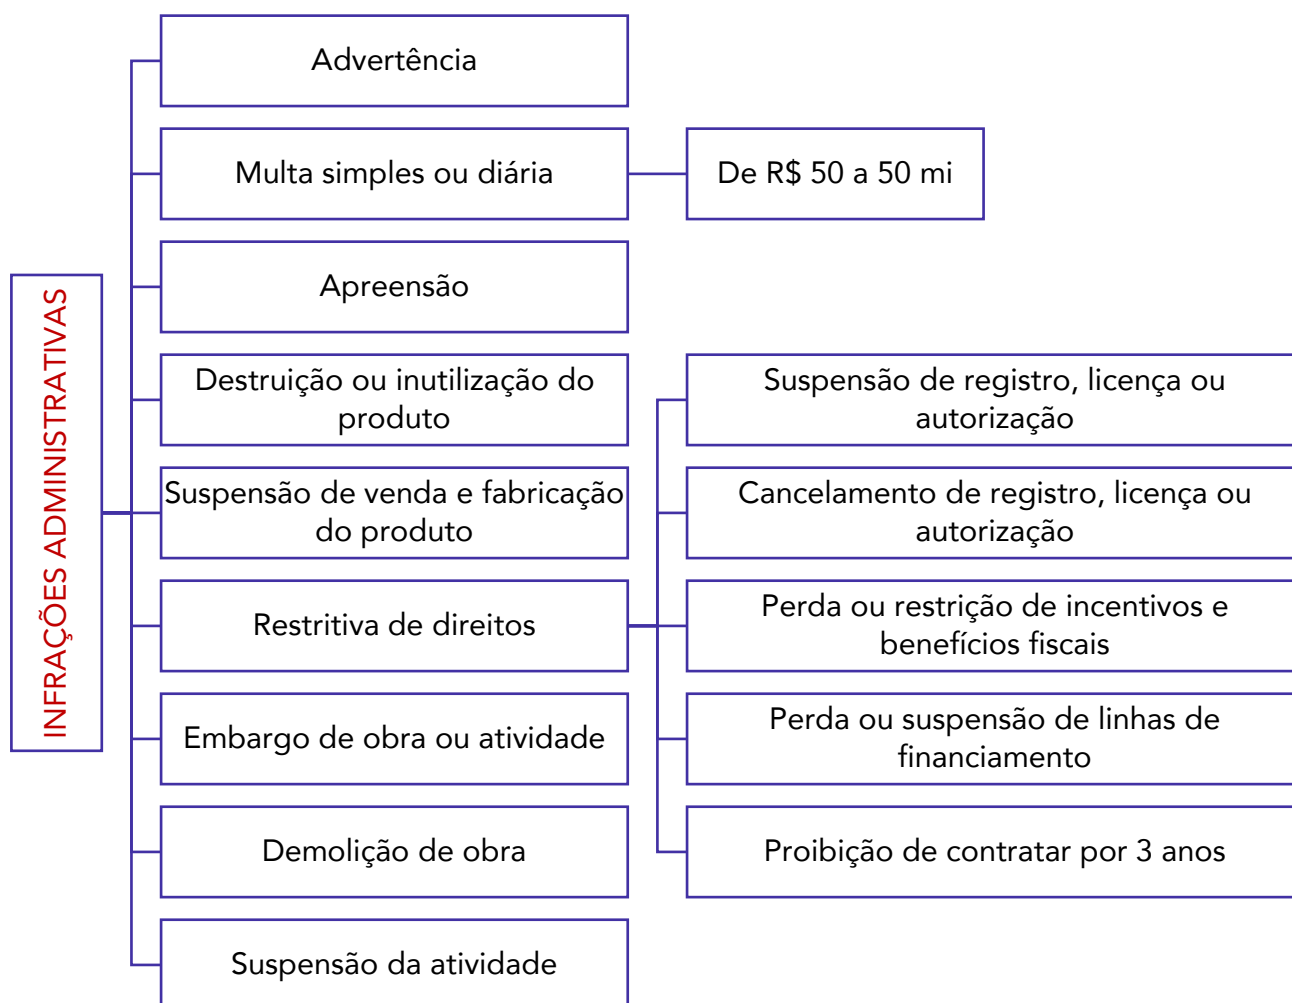 INFRAÇÕES ADMINISTRATIVAS
Advertência
Multa simples ou diária
De R$ 50 a 50 mi
Apreensão
Destruição ou inutilização do
produto
Suspensão de venda e fabricação
do produto
Restritiva de direitos
Suspensão de registro, licença ou
autorização
Cancelamento de registro, licença ou
autorização
Perda ou restrição de incentivos e
benefícios fiscais
Perda ou suspensão de linhas de
financiamento
Proibição de contratar por 3 anos
Embargo de obra ou atividade
Demolição de obra
Suspensão da atividade